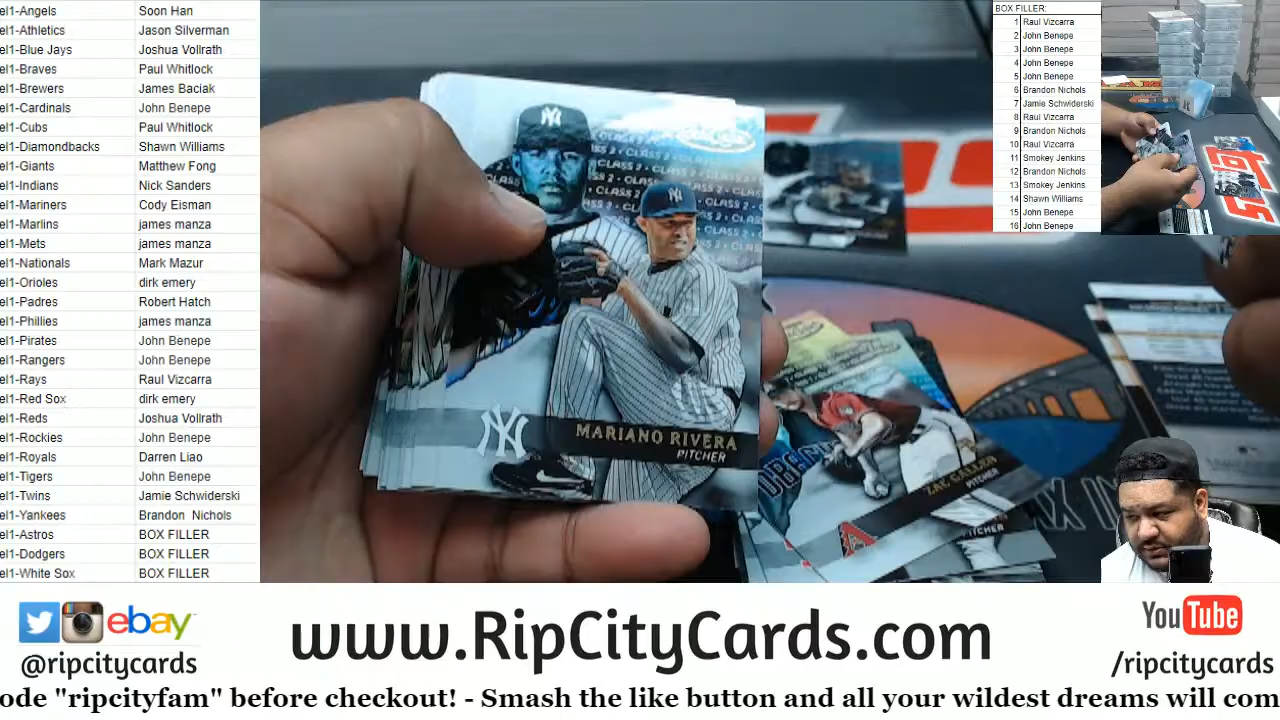 el1-Angels Soon Han
el1-Athletics Jason Silverman
el1-Blue Jays Joshua Vollrath
el1-Braves Paul Whitlock
el1-Brewers James Baciak
el1-Cardinals John Benepe
el1-Cubs Paul Whitlock
el1-Diamondbacks Shawn Williams
el1-Giants Matthew Fong
el1-Indians Nick Sanders
el1-Mariners Cody Eisman
el1-Marlins james manza
el1-Mets james manza
el1-Nationals Mark Mazur
el1-Orioles dirk emery
el1-Padres Robert Hatch
el1-Phillies james manza
el1-Pirates John Benepe
el1-Rangers John Benepe
el1-Rays Raul Vizcarra
el1-Red Sox dirk emery
el1-Reds Joshua Vollrath
el1-Rockies John Benepe
el1-Royals Darren Liao
el1-Tigers John Benepe
el1-Twins Jamie Schwiderski
el1-Yankees Brandon Nichols
el1-Astros BOX FILLER
el1-Dodgers BOX FILLER
el1-White Sox BOX FILLER
BOX FILLER:
1 Raul Vizcarra
2 John Benepe
3 John Benepe
4 John Benepe
5 John Benepe
6 Brandon Nichols
7 Jamie Schwiderski
8 Raul Vizcarra
9 Brandon Nichols
10 Raul Vizcarra
11 Smokey Jenkins
12 Brandon Nichols
13 Smokey Jenkins
14 Shawn Williams
15 John Benepe
16 John Benepe
CLASS 2 • CLASS 2
MARIANO RIVERA
PITCHER
ZAC GALLEN
PITCHER
PITCHER
ebay
@ripcitycards
www.RipCityCards.com
YouTube
/ripcitycards
ode "ripcityfam" before checkout! - Smash the like button and all your wildest dreams will com